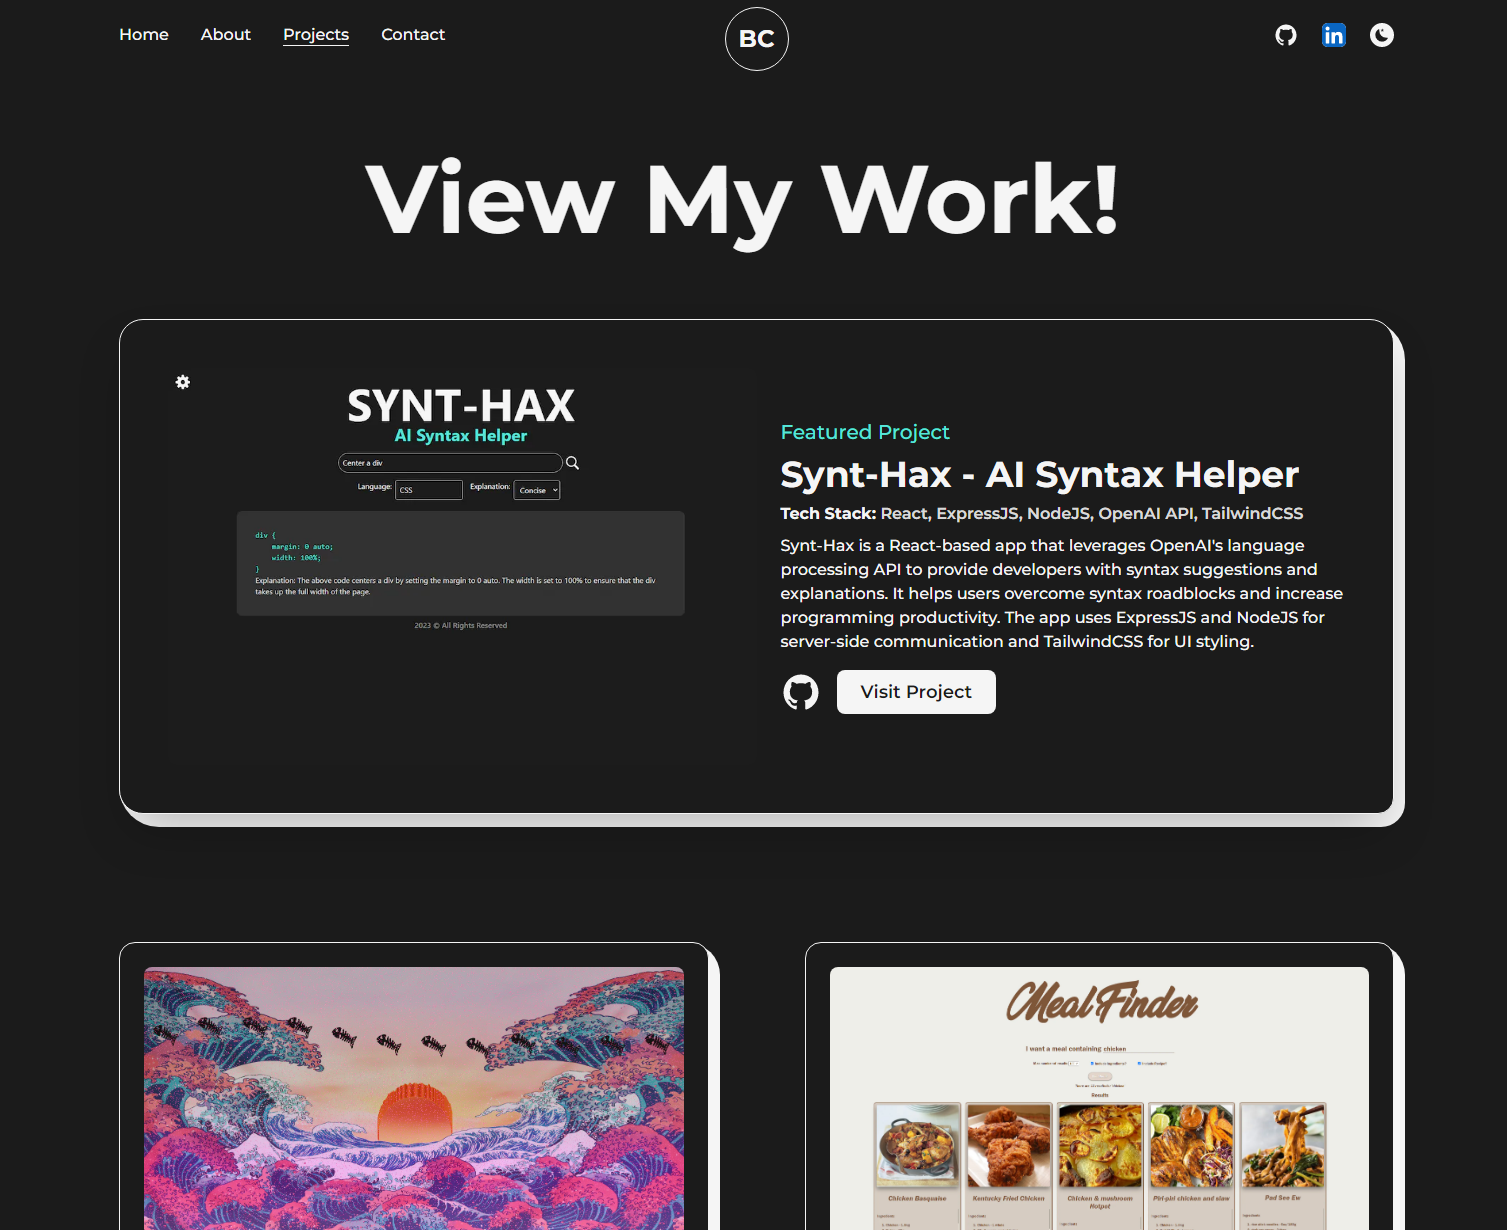 Home About Projects Contact
BC
in
View My Work!
SYNT-HAX
AI Syntax Helper
Center a div
Language: CSS Explanation: Concise
div {
margin: 0 auto;
width: 100%;
}
Explanation: The above code centers a div by setting the margin to 0 auto. The width is set to 100% to ensure that the div
takes up the full width of the page.
2023 © All Rights Reserved
Featured Project
Synt-Hax - AI Syntax Helper
Tech Stack: React, ExpressJS, NodeJS, OpenAI API, TailwindCSS
Synt-Hax is a React-based app that leverages OpenAI's language
processing API to provide developers with syntax suggestions and
explanations. It helps users overcome syntax roadblocks and increase
programming productivity. The app uses ExpressJS and NodeJS for
server-side communication and TailwindCSS for UI styling.
Visit Project
Meal Finder
I want a meal containing chicken
Results
Chicken Basquaise
Kentucky Fried Chicken
Chicken & mushroom
Hotpot
Piri-piri chicken and slaw
Pad See Ew